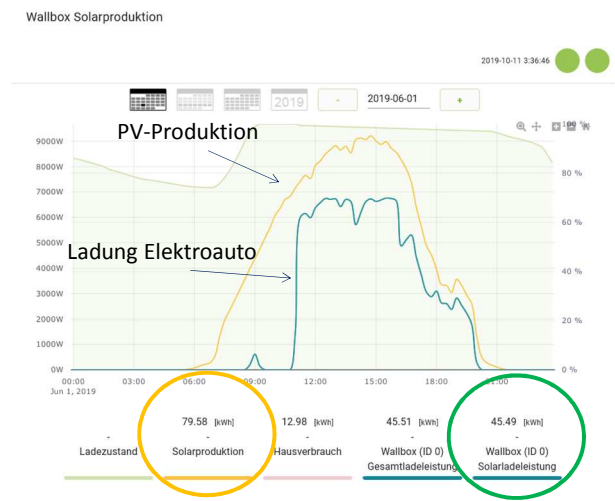 Wallbox Solarproduktion
2019-10-11 3:36:46
2019
-
2019-06-01
+
PV-Produktion
Ladung Elektroauto
9000W
8000W
7000W
6000W
5000W
4000W
3000W
2000W
1000W
0W
100 %
80 %
60 %
40 %
20 %
0 %
00:00 03:00 06:00 09:00 12:00 15:00 18:00 21:00
Jun 1, 2019
79.58 [kWh] 12.98 [kWh] 45.51 [kWh] 45.49 [kWh]
- - - - -
Ladezustand Solarproduktion Hausverbrauch Wallbox (ID 0) Wallbox (ID 0)
Gesamtladeleistung Solarladeleistung